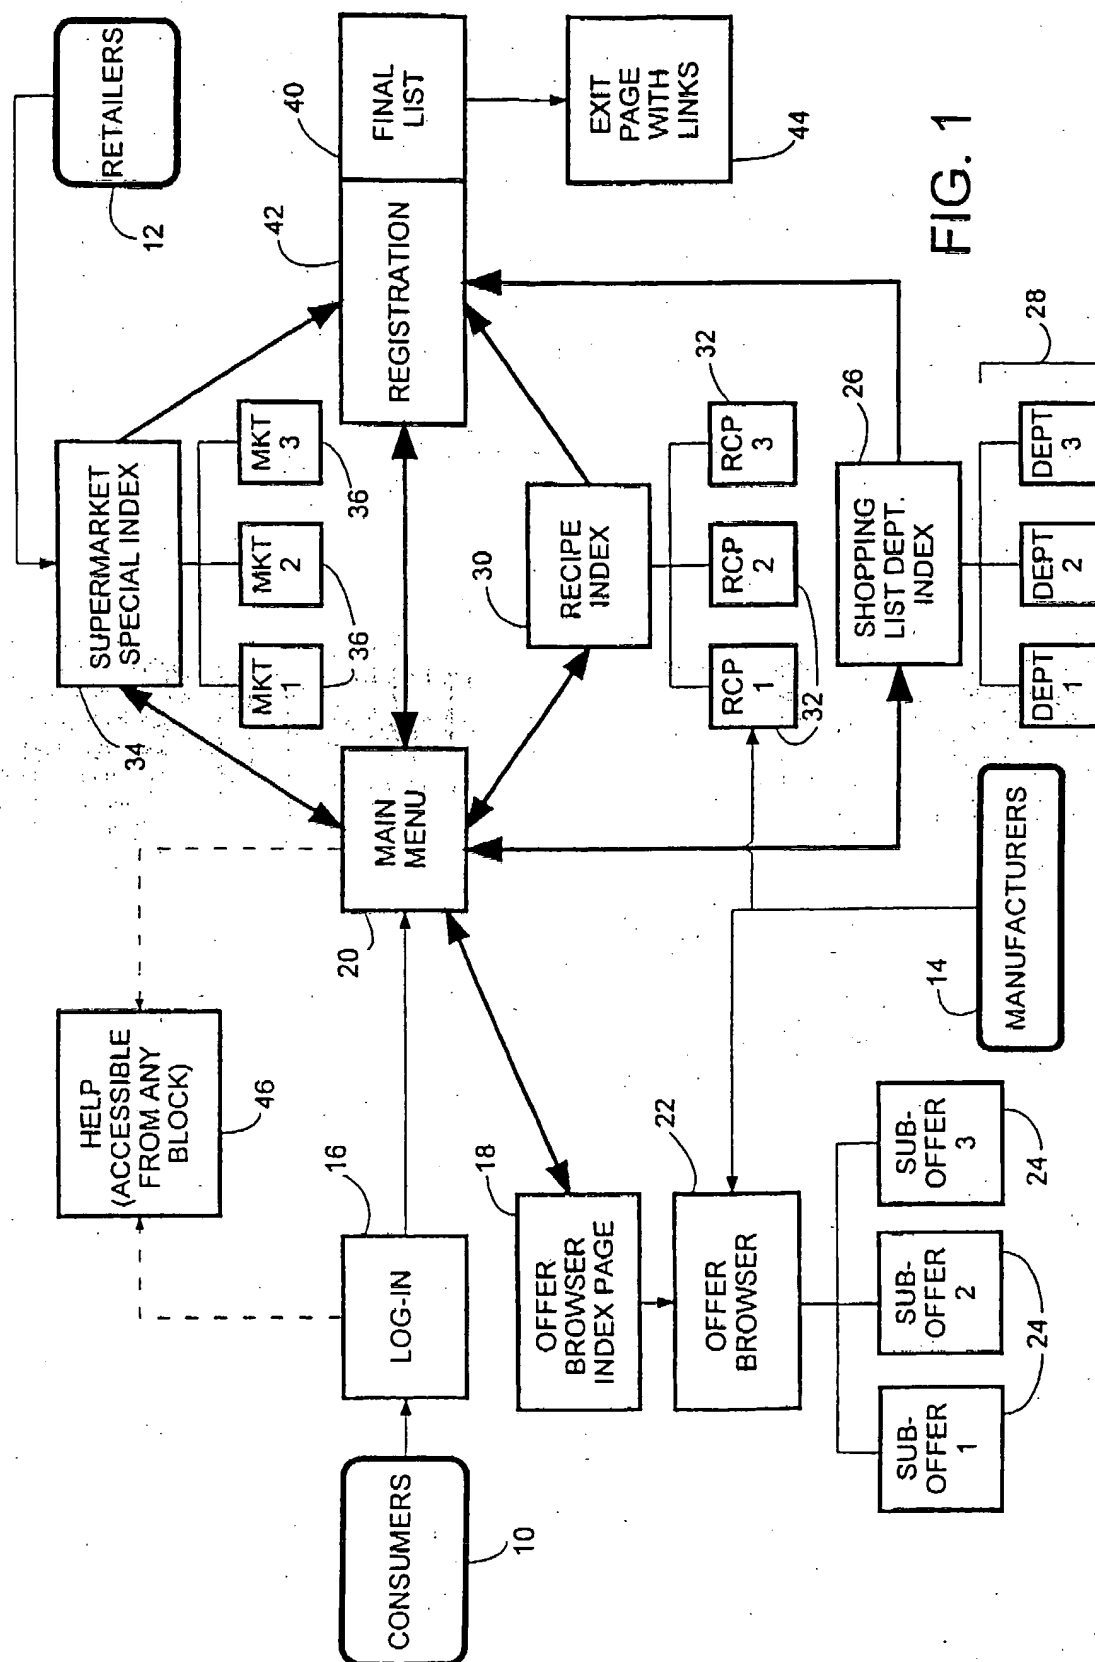 RETAILERS
12
HELP
(ACCESSIBLE
FROM ANY
BLOCK)
46
34
SUPERMARKET
SPECIAL INDEX
MKT
1
MKT
2
MKT
3
36
36
CONSUMERS
10
LOG-IN
16
MAIN
MENU
20
REGISTRATION
42
FINAL
LIST
40
EXIT
PAGE
WITH
LINKS
44
OFFER
BROWSER
INDEX PAGE
18
OFFER
BROWSER
22
SUB-
OFFER
1
SUB-
OFFER
2
SUB-
OFFER
3
24
24
RECIPE
INDEX
30
RCP
1
RCP
2
RCP
3
32
32
32
MANUFACTURERS
14
SHOPPING
LIST DEPT.
INDEX
26
DEPT
1
DEPT
2
DEPT
3
28
FIG. 1